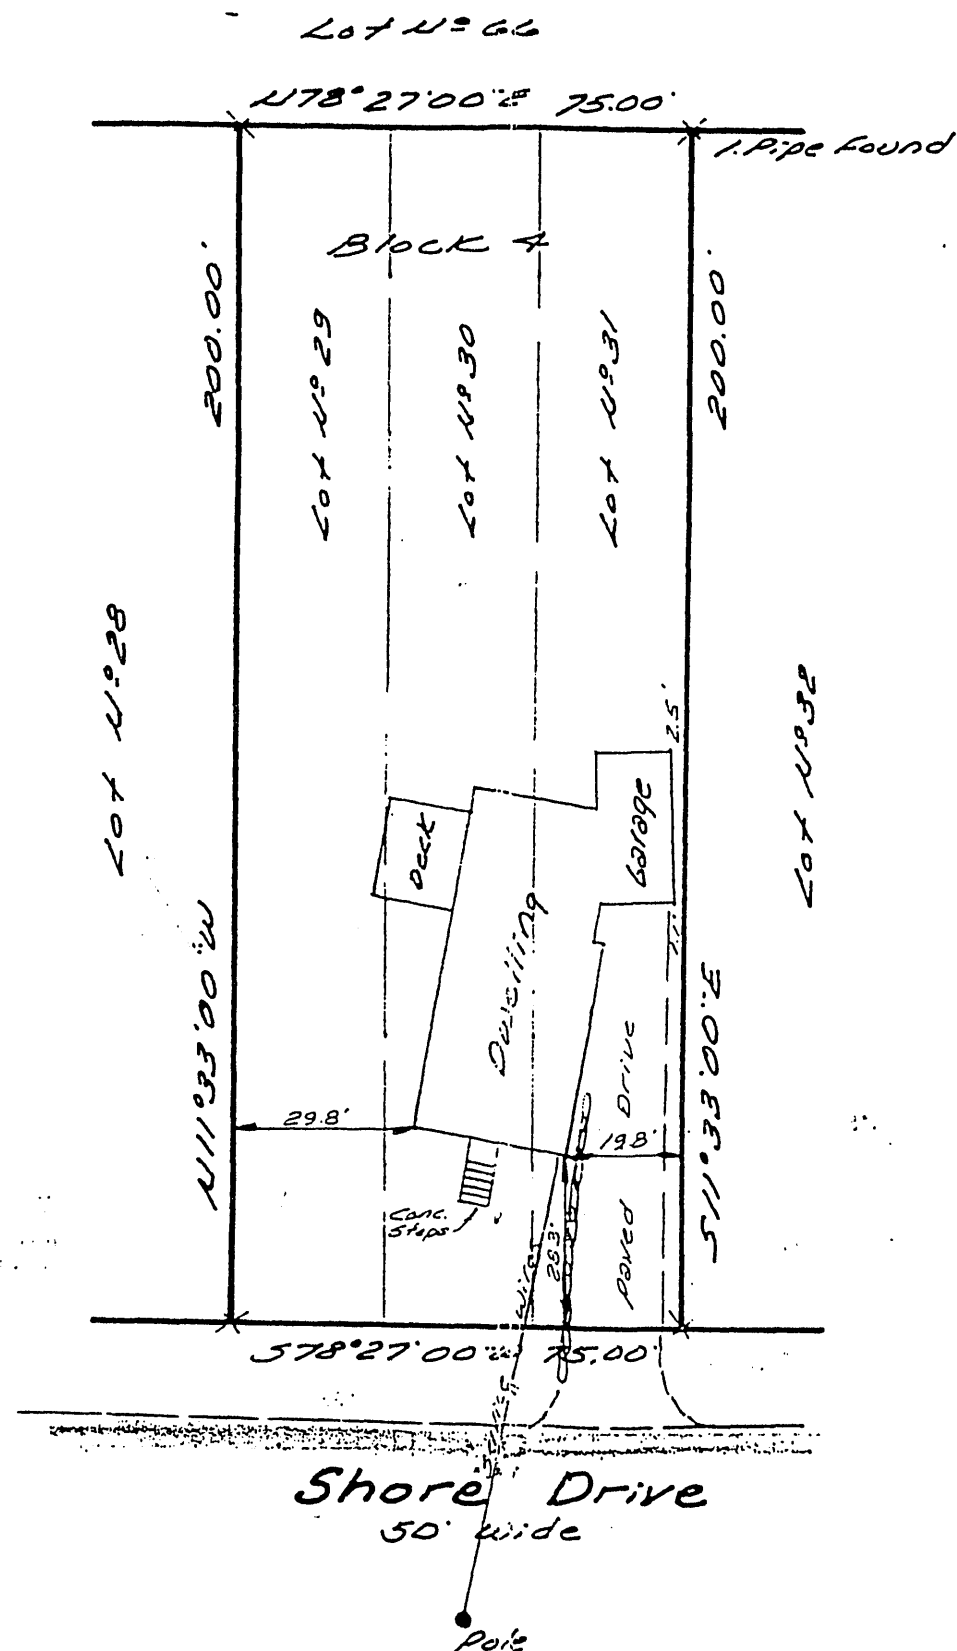 Lot Nº 66
N78°27'00"E 75.00'
I. Pipe Found
Block 4
200.00'
200.00'
Lot Nº 29
Lot Nº 30
Lot Nº 31
Lot Nº 28
Lot Nº 32
2.5'
Deck
Garage
Dwelling
1.1'
N11°33'00"W
S11°33'00"E
Drive
29.8'
19.8'
Conc.
Steps
Wires
Paved
S78°27'00"W 75.00'
Shore Drive
50' Wide
Pole